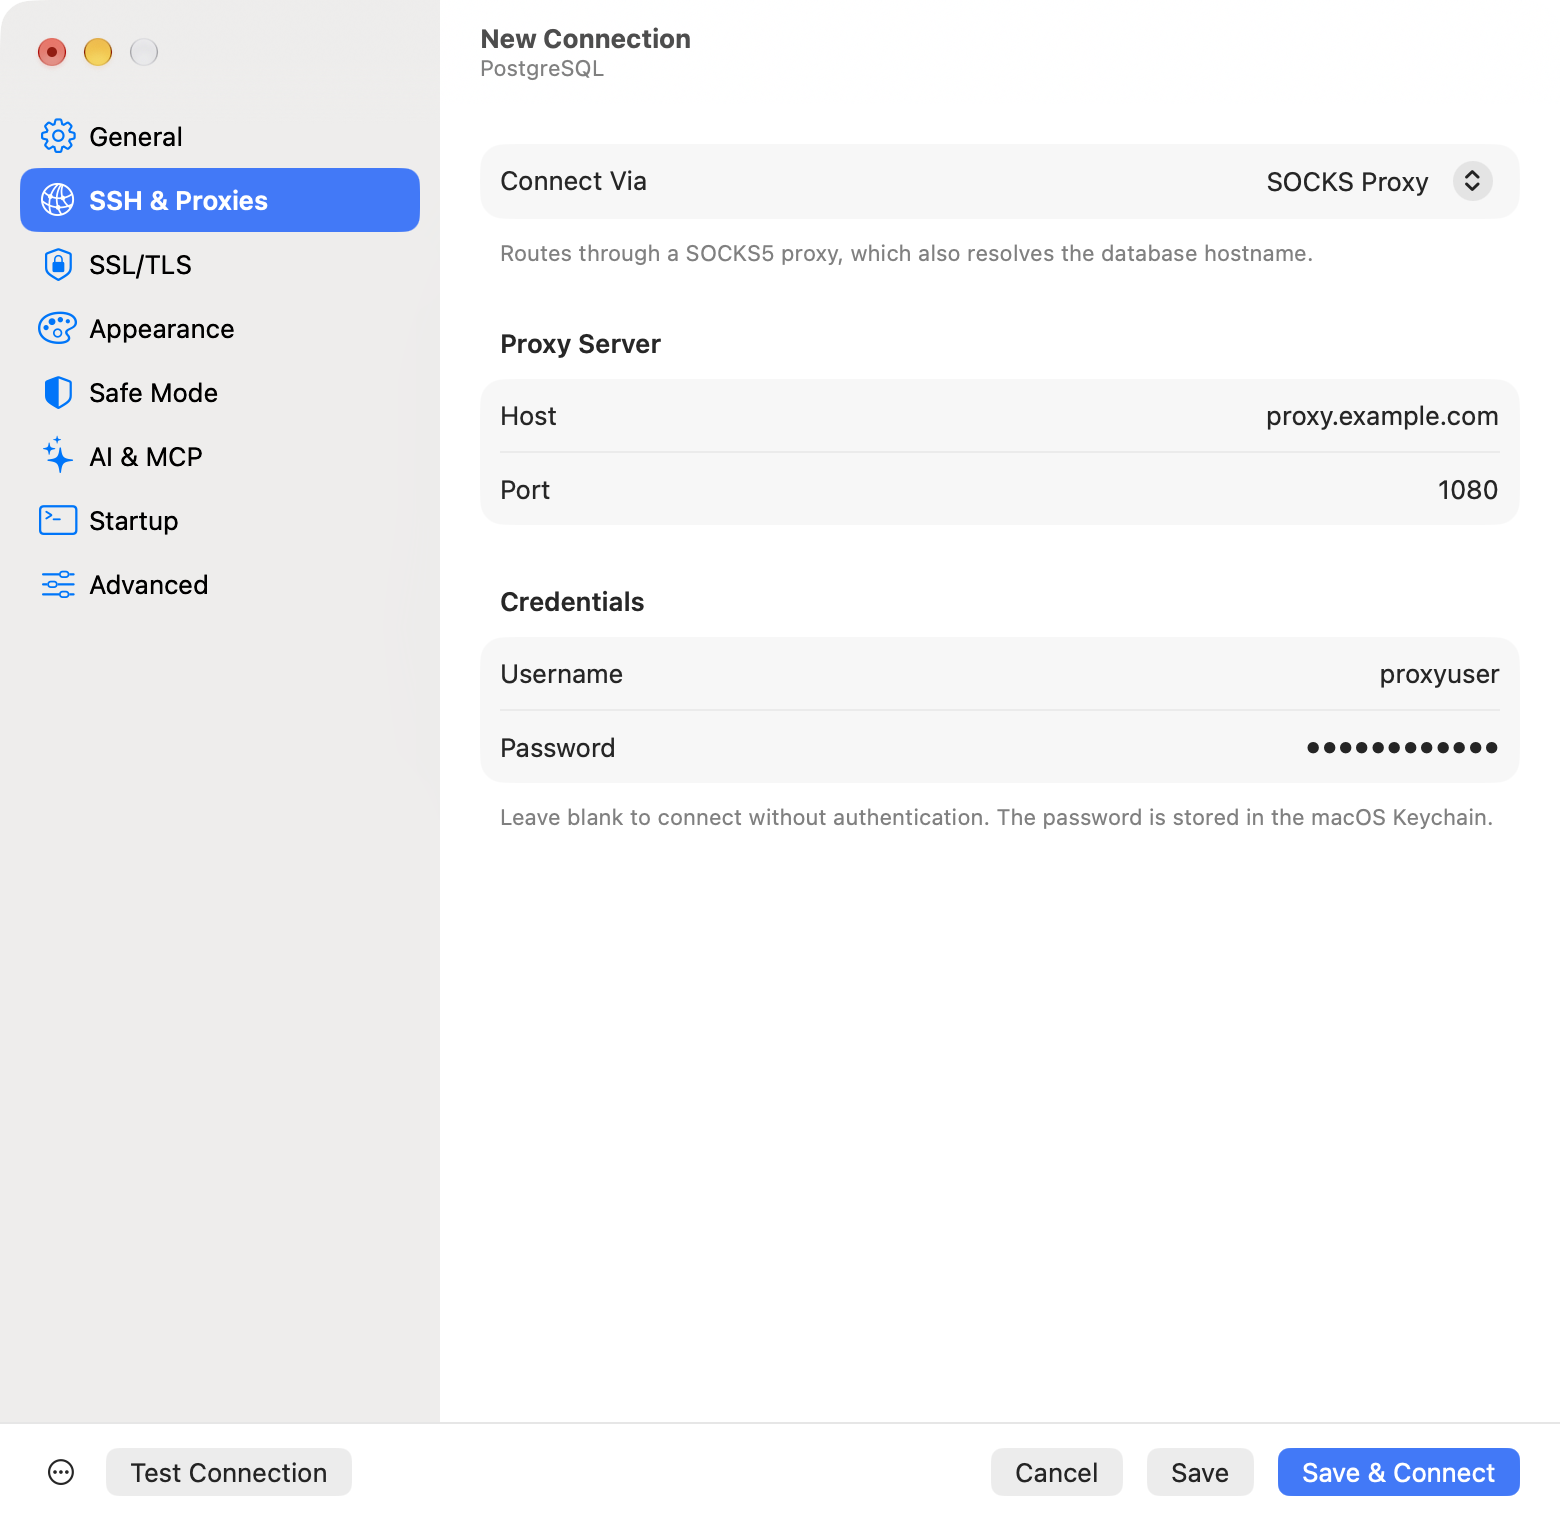 New Connection
PostgreSQL
General
SSH & Proxies
SSL/TLS
Appearance
Safe Mode
AI & MCP
Startup
Advanced
Connect Via SOCKS Proxy
Routes through a SOCKS5 proxy, which also resolves the database hostname.
Proxy Server
Host proxy.example.com
Port 1080
Credentials
Username proxyuser
Password ●●●●●●●●●●●●
Leave blank to connect without authentication. The password is stored in the macOS Keychain.
Test Connection Cancel Save Save & Connect